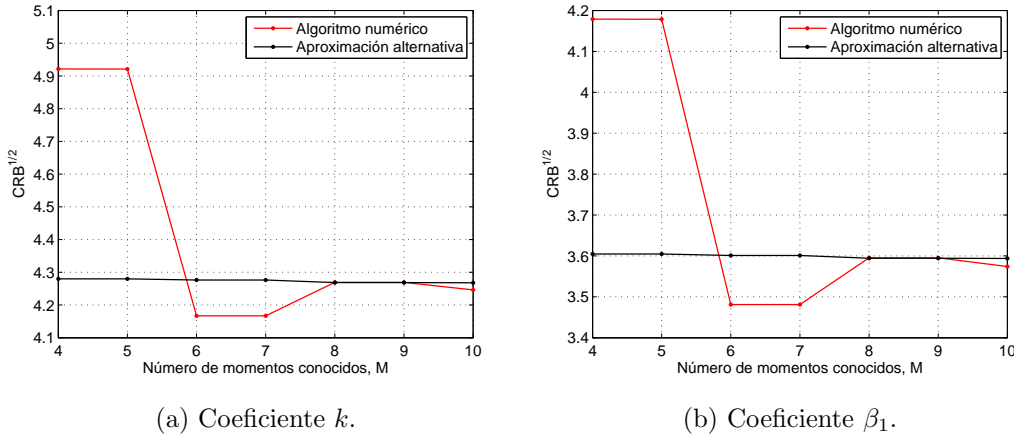 5.1
5
4.9
4.8
4.7
4.6
4.5
4.4
4.3
4.2
4.1
CRB^{1/2}
Algoritmo numérico
Aproximación alternativa
4 5 6 7 8 9 10
Número de momentos conocidos, M
(a) Coeficiente k.
4.2
4.1
4
3.9
3.8
3.7
3.6
3.5
3.4
CRB^{1/2}
Algoritmo numérico
Aproximación alternativa
4 5 6 7 8 9 10
Número de momentos conocidos, M
(b) Coeficiente β₁.